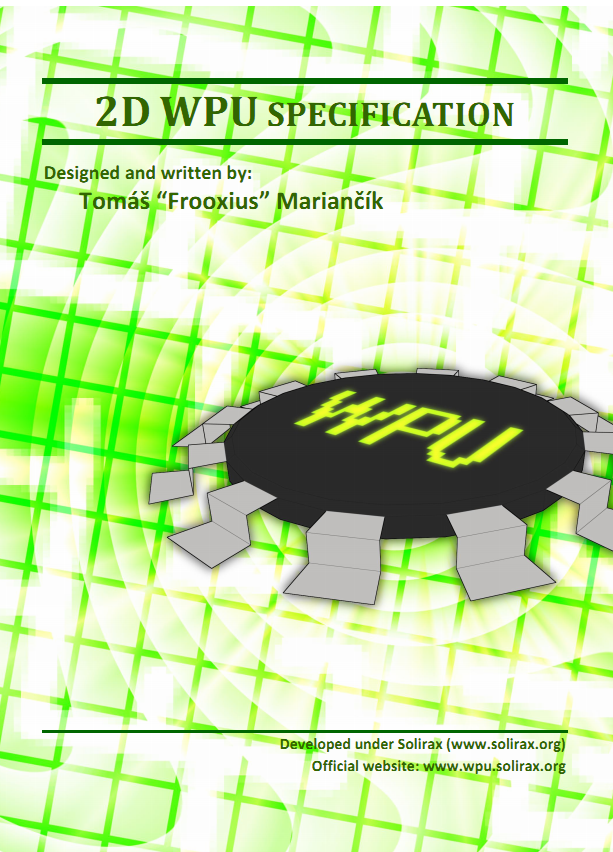 2D WPU SPECIFICATION
Designed and written by:
Tomáš “Frooxius” Mariančík
WPU
Developed under Solirax (www.solirax.org)
Official website: www.wpu.solirax.org